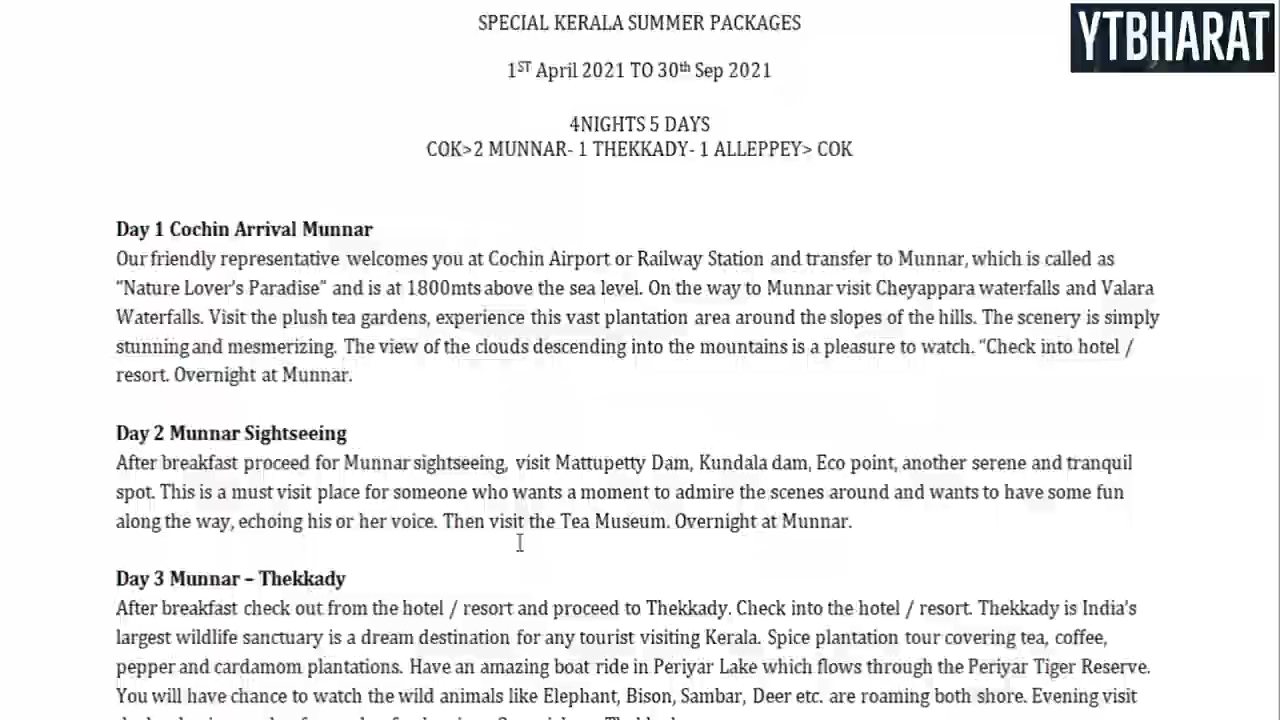 YTBHARAT
SPECIAL KERALA SUMMER PACKAGES
1ST April 2021 TO 30th Sep 2021
4NIGHTS 5 DAYS
COK>2 MUNNAR- 1 THEKKADY- 1 ALLEPPEY> COK
Day 1 Cochin Arrival Munnar
Our friendly representative welcomes you at Cochin Airport or Railway Station and transfer to Munnar, which is called as
“Nature Lover’s Paradise” and is at 1800mts above the sea level. On the way to Munnar visit Cheyappara waterfalls and Valara
Waterfalls. Visit the plush tea gardens, experience this vast plantation area around the slopes of the hills. The scenery is simply
stunning and mesmerizing. The view of the clouds descending into the mountains is a pleasure to watch. “Check into hotel /
resort. Overnight at Munnar.
Day 2 Munnar Sightseeing
After breakfast proceed for Munnar sightseeing, visit Mattupetty Dam, Kundala dam, Eco point, another serene and tranquil
spot. This is a must visit place for someone who wants a moment to admire the scenes around and wants to have some fun
along the way, echoing his or her voice. Then visit the Tea Museum. Overnight at Munnar.
Day 3 Munnar – Thekkady
After breakfast check out from the hotel / resort and proceed to Thekkady. Check into the hotel / resort. Thekkady is India’s
largest wildlife sanctuary is a dream destination for any tourist visiting Kerala. Spice plantation tour covering tea, coffee,
pepper and cardamom plantations. Have an amazing boat ride in Periyar Lake which flows through the Periyar Tiger Reserve.
You will have chance to watch the wild animals like Elephant, Bison, Sambar, Deer etc. are roaming both shore. Evening visit